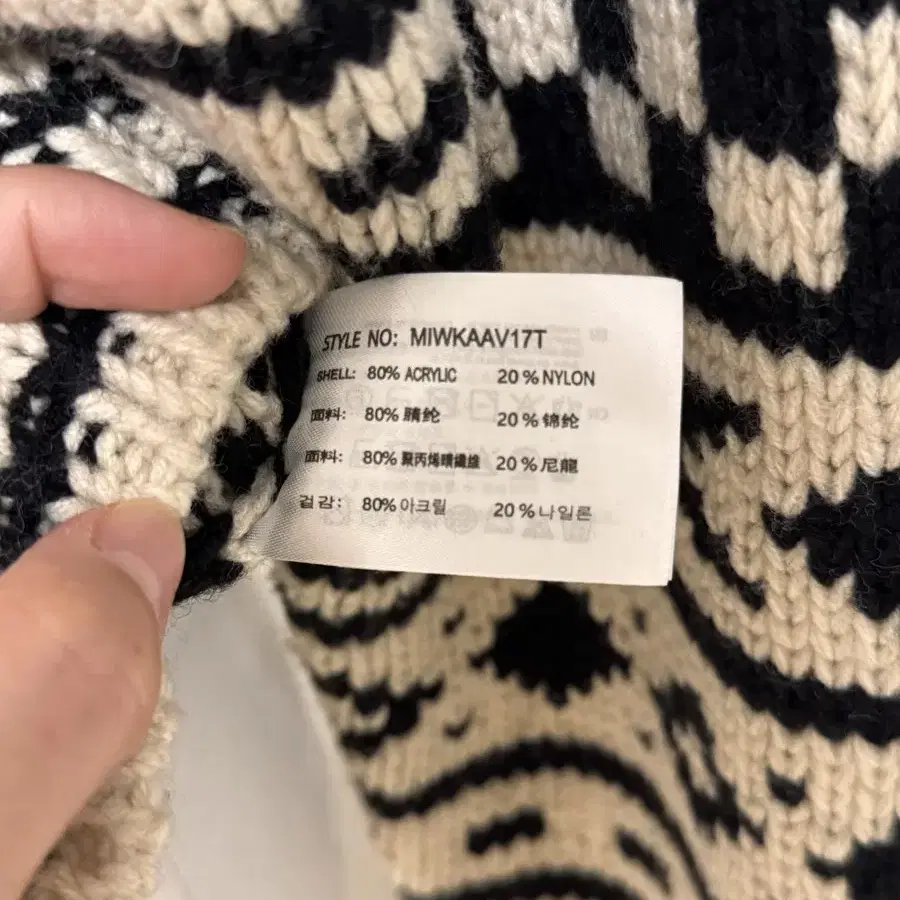 STYLE NO: MIWKAAV17T
SHELL: 80% ACRYLIC 20% NYLON
面料: 80% 腈纶 20% 锦纶
面料: 80% 聚丙烯晴纖維 20% 尼龍
겉감: 80% 아크릴 20% 나일론